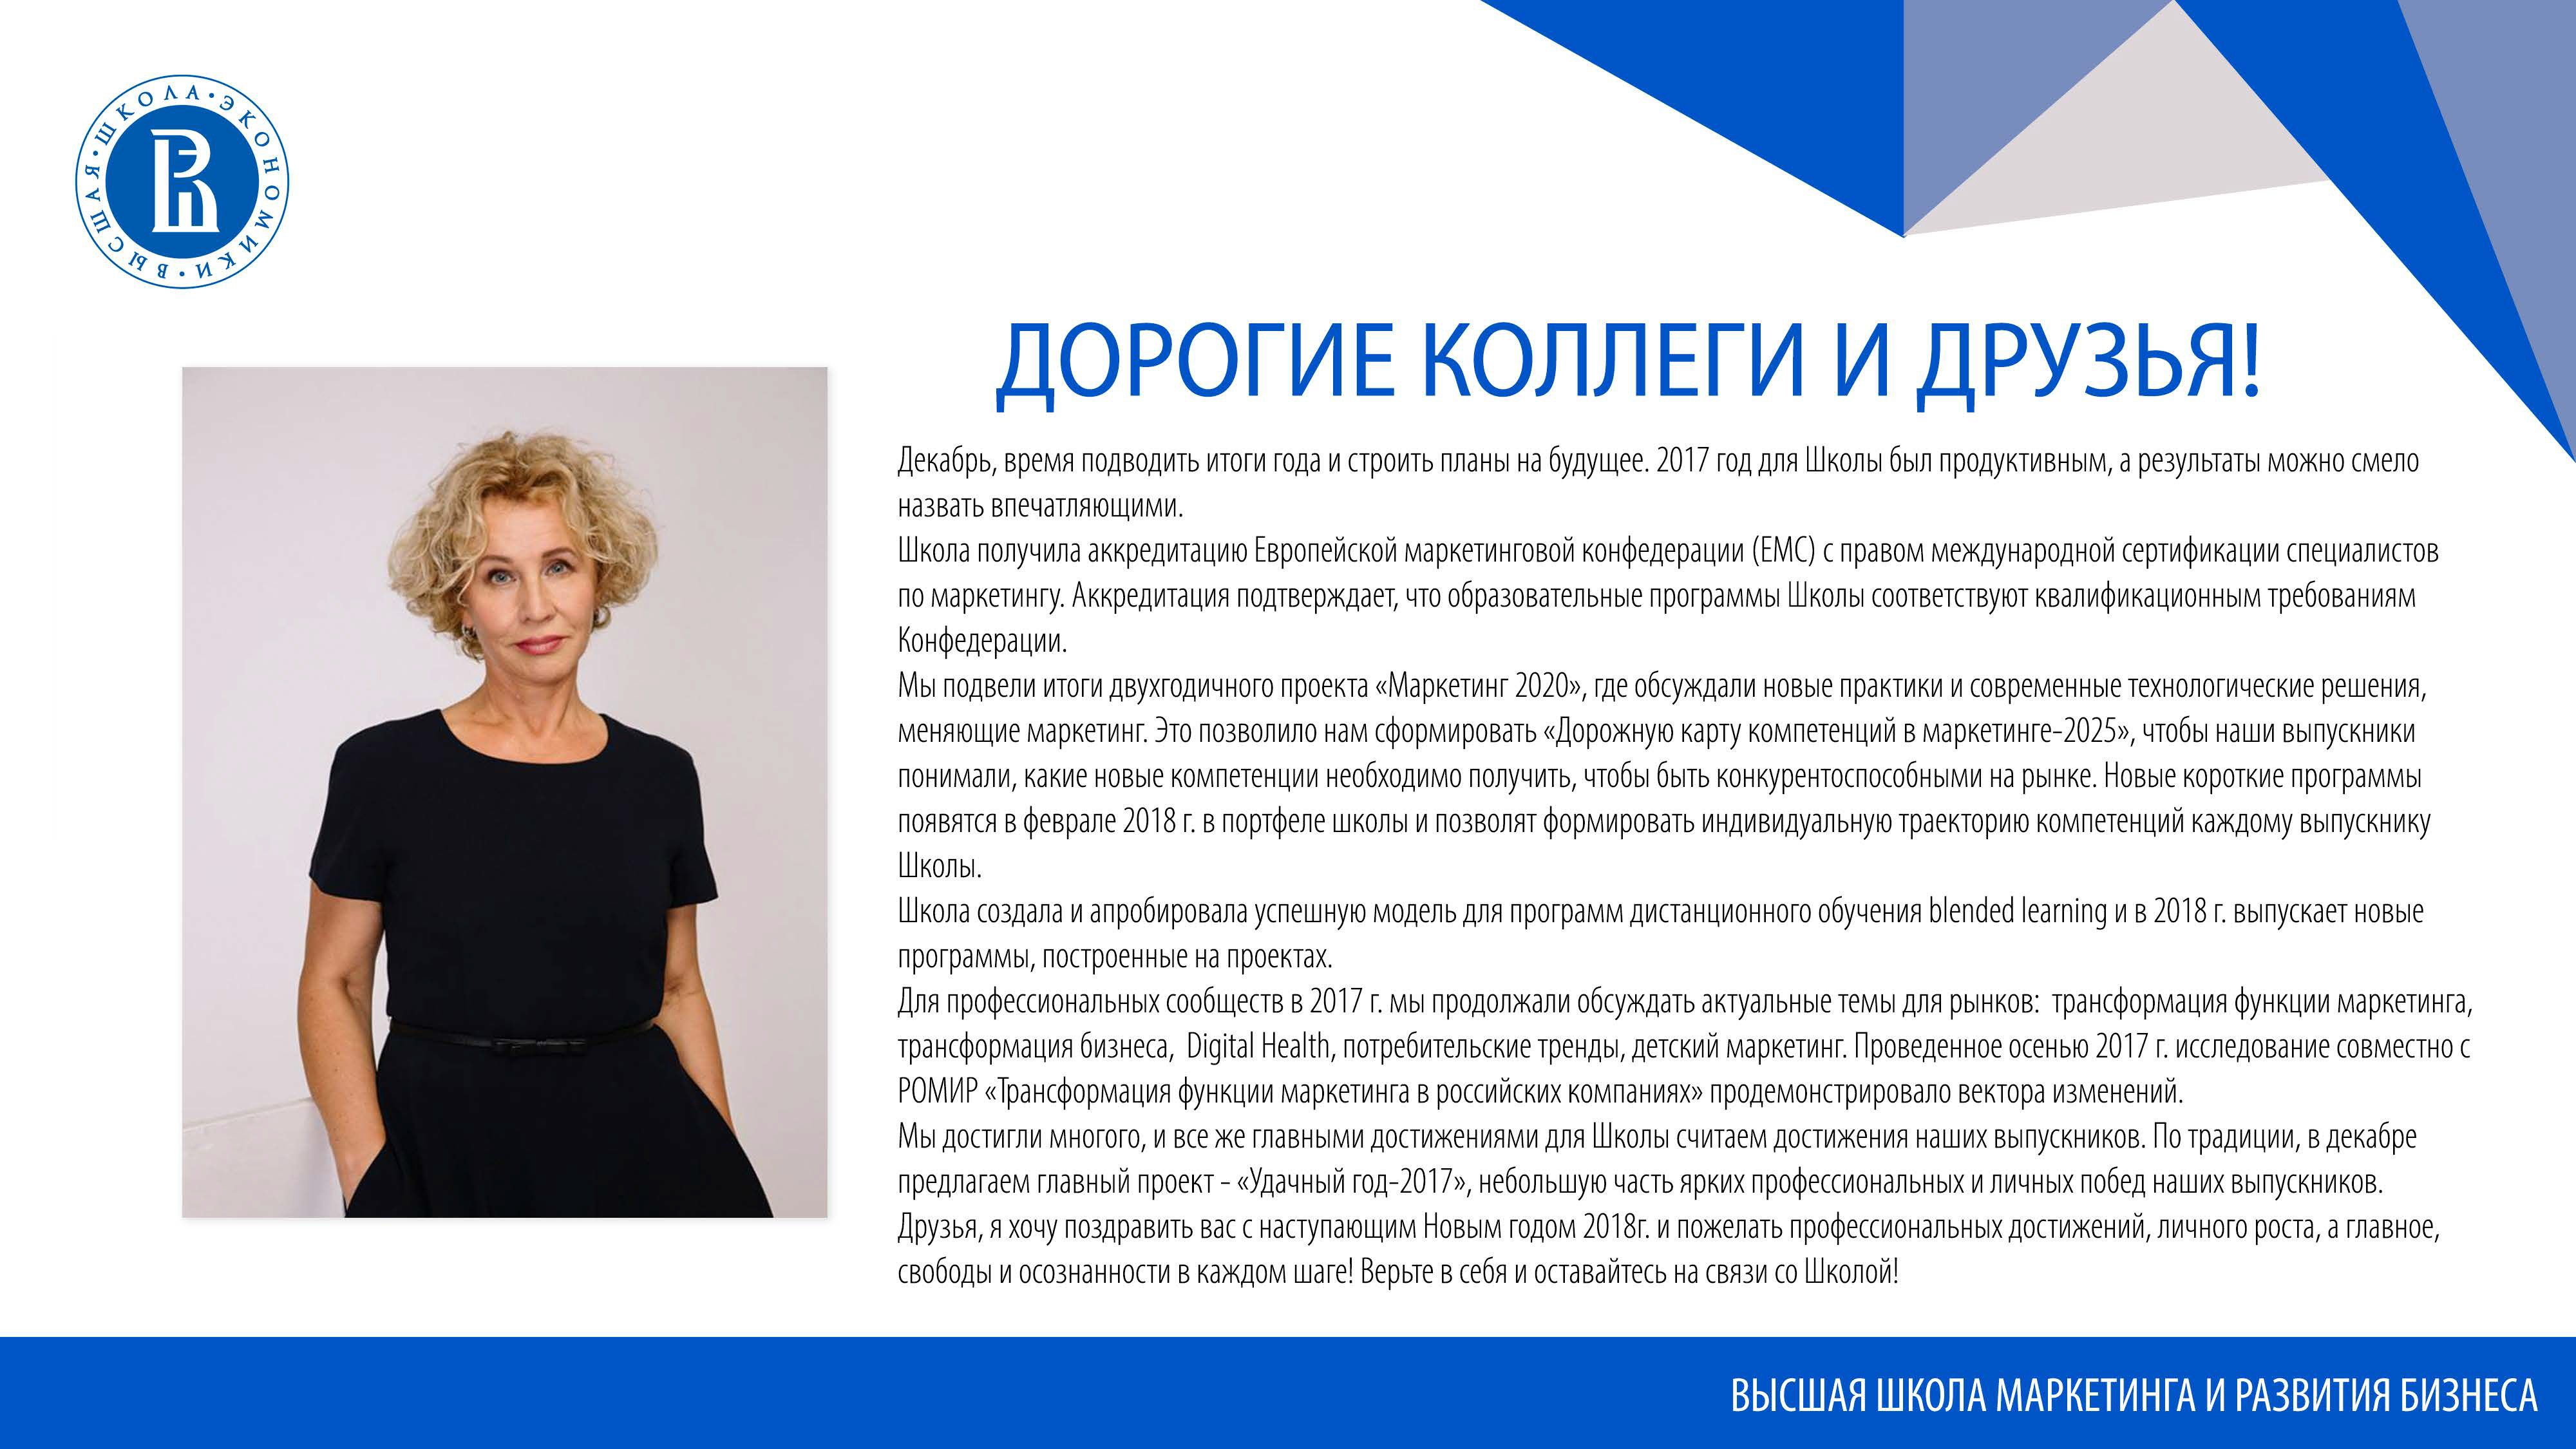 ВЫСШАЯ•ШКОЛА•ЭКОНОМИКИ•
ДОРОГИЕ КОЛЛЕГИ И ДРУЗЬЯ!
Декабрь, время подводить итоги года и строить планы на будущее. 2017 год для Школы был продуктивным, а результаты можно смело
назвать впечатляющими.
Школа получила аккредитацию Европейской маркетинговой конфедерации (EMC) с правом международной сертификации специалистов
по маркетингу. Аккредитация подтверждает, что образовательные программы Школы соответствуют квалификационным требованиям
Конфедерации.
Мы подвели итоги двухгодичного проекта «Маркетинг 2020», где обсуждали новые практики и современные технологические решения,
меняющие маркетинг. Это позволило нам сформировать «Дорожную карту компетенций в маркетинге-2025», чтобы наши выпускники
понимали, какие новые компетенции необходимо получить, чтобы быть конкурентоспособными на рынке. Новые короткие программы
появятся в феврале 2018 г. в портфеле школы и позволят формировать индивидуальную траекторию компетенций каждому выпускнику
Школы.
Школа создала и апробировала успешную модель для программ дистанционного обучения blended learning и в 2018 г. выпускает новые
программы, построенные на проектах.
Для профессиональных сообществ в 2017 г. мы продолжали обсуждать актуальные темы для рынков: трансформация функции маркетинга,
трансформация бизнеса, Digital Health, потребительские тренды, детский маркетинг. Проведенное осенью 2017 г. исследование совместно с
РОМИР «Трансформация функции маркетинга в российских компаниях» продемонстрировало вектора изменений.
Мы достигли многого, и все же главными достижениями для Школы считаем достижения наших выпускников. По традиции, в декабре
предлагаем главный проект – «Удачный год-2017», небольшую часть ярких профессиональных и личных побед наших выпускников.
Друзья, я хочу поздравить вас с наступающим Новым годом 2018г. и пожелать профессиональных достижений, личного роста, а главное,
свободы и осознанности в каждом шаге! Верьте в себя и оставайтесь на связи со Школой!
ВЫСШАЯ ШКОЛА МАРКЕТИНГА И РАЗВИТИЯ БИЗНЕСА